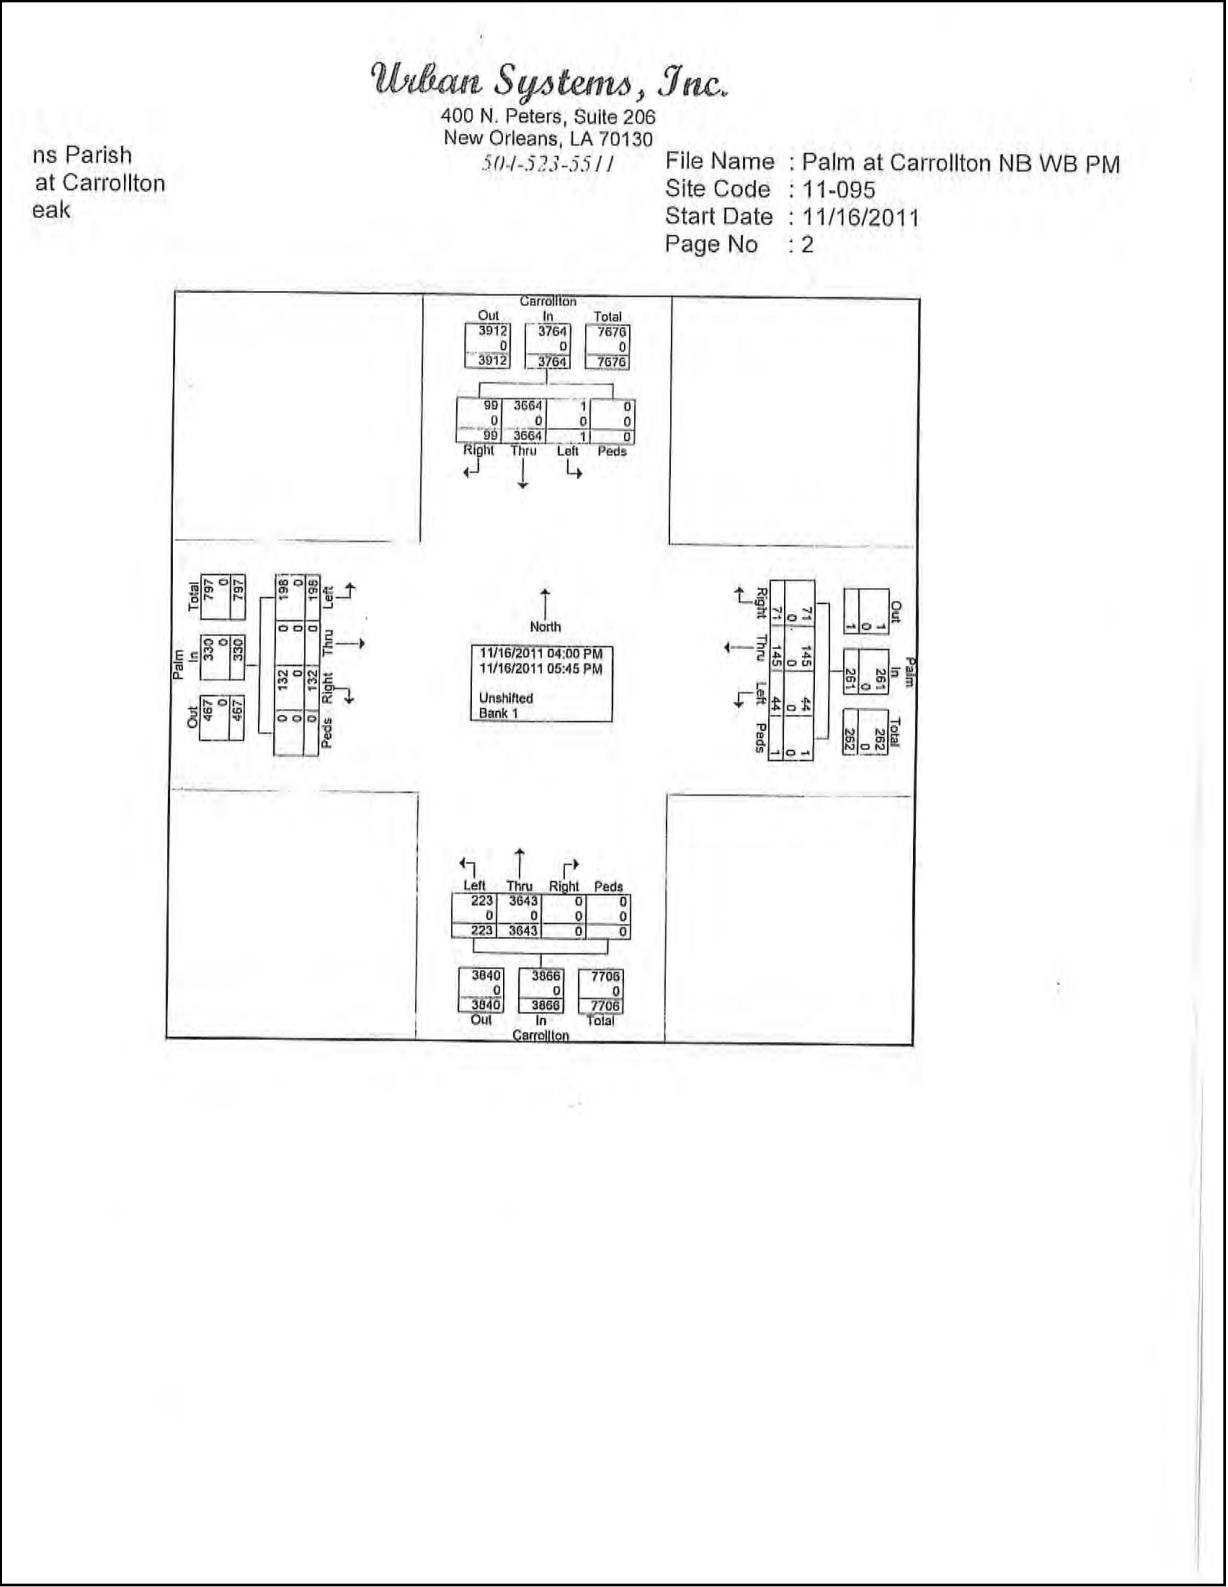 Urban Systems, Inc.
400 N. Peters, Suite 206
New Orleans, LA 70130
504-523-5511
ns Parish
at Carrollton
eak
File Name : Palm at Carrollton NB WB PM
Site Code : 11-095
Start Date : 11/16/2011
Page No : 2
Carrollton
Out In Total
3912 3764 7676
0 0 0
3912 3764 7676
99 3664 1 0
0 0 0 0
99 3664 1 0
Right Thru Left Peds
Palm
Total In Out
797 330 467
0 0 0
797 330 467
198 0 132 0
0 0 0 0
198 0 132 0
Left Thru Right Peds
North
11/16/2011 04:00 PM
11/16/2011 05:45 PM
Unshifted
Bank 1
Right Thru Left Peds
71 145 44 1
0 0 0 0
71 145 44 1
1 261 262
0 0 0
1 261 262
Out In Total
Palm
Left Thru Right Peds
223 3643 0 0
0 0 0 0
223 3643 0 0
3840 3866 7706
0 0 0
3840 3866 7706
Out In Total
Carrollton